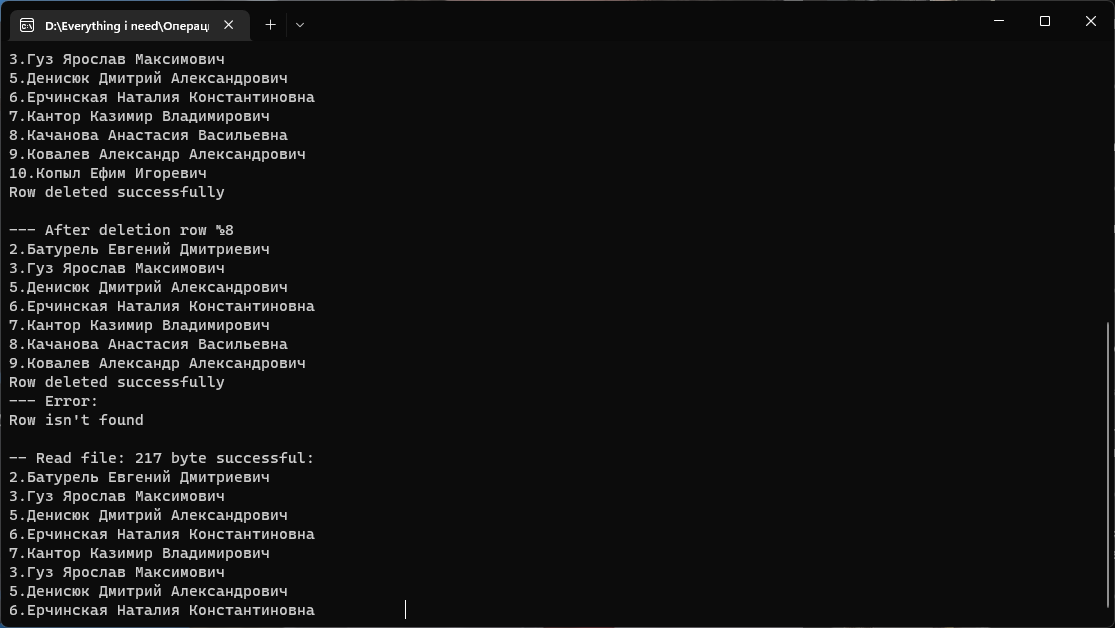 D:\Everything i need\Операц
3.Гуз Ярослав Максимович
5.Денисюк Дмитрий Александрович
6.Ерчинская Наталия Константиновна
7.Кантор Казимир Владимирович
8.Качанова Анастасия Васильевна
9.Ковалев Александр Александрович
10.Копыл Ефим Игоревич
Row deleted successfully
--- After deletion row №8
2.Батурель Евгений Дмитриевич
3.Гуз Ярослав Максимович
5.Денисюк Дмитрий Александрович
6.Ерчинская Наталия Константиновна
7.Кантор Казимир Владимирович
8.Качанова Анастасия Васильевна
9.Ковалев Александр Александрович
Row deleted successfully
--- Error:
Row isn't found
-- Read file: 217 byte successful:
2.Батурель Евгений Дмитриевич
3.Гуз Ярослав Максимович
5.Денисюк Дмитрий Александрович
6.Ерчинская Наталия Константиновна
7.Кантор Казимир Владимирович
3.Гуз Ярослав Максимович
5.Денисюк Дмитрий Александрович
6.Ерчинская Наталия Константиновна